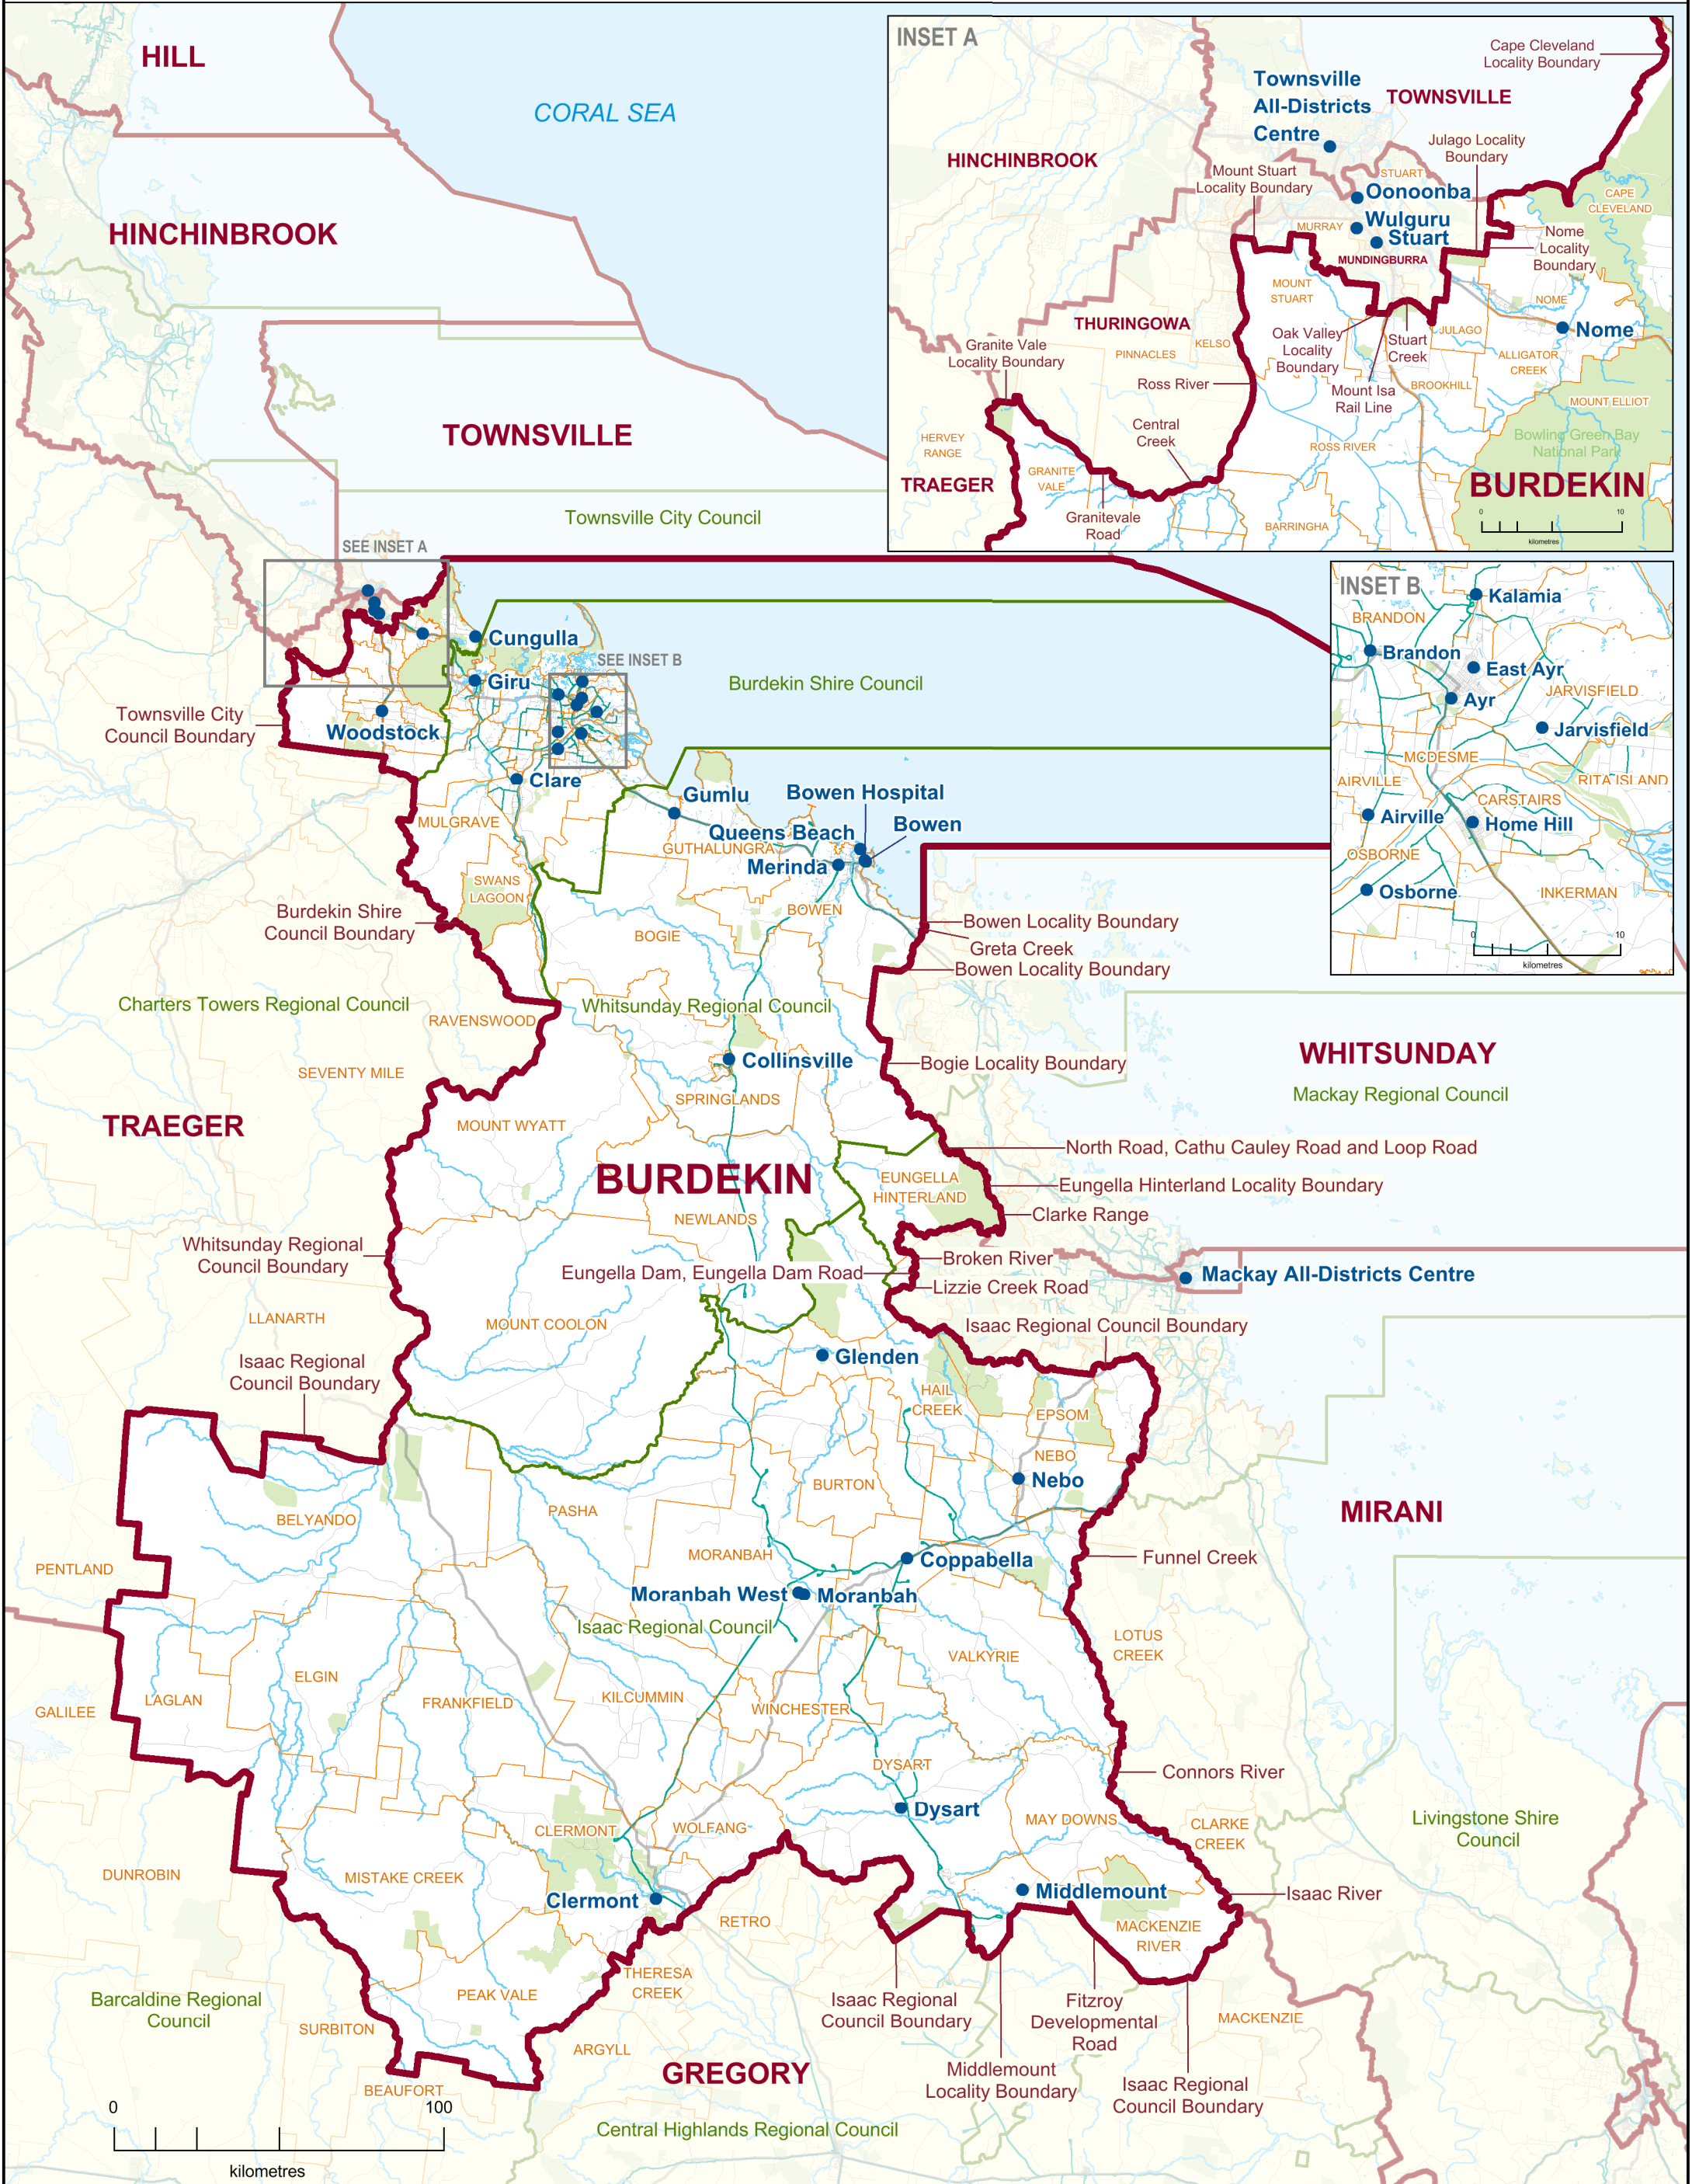 HILL
CORAL SEA
HINCHINBROOK
TOWNSVILLE
Townsville City Council
SEE INSET A
INSET A
Cape Cleveland
Locality Boundary
Townsville
All-Districts
Centre
TOWNSVILLE
Julago Locality
Boundary
HINCHINBROOK
Mount Stuart
Locality Boundary
STUART
Oonoonba
CAPE
CLEVELAND
Wulguru
MURRAY
Stuart
Nome
Locality
Boundary
MUNDINGBURRA
MOUNT
STUART
NOME
THURINGOWA
Nome
Oak Valley
Locality
Boundary
Stuart
Creek
JULAGO
Granite Vale
Locality Boundary
PINNACLES
KELSO
ALLIGATOR
CREEK
Ross River
BROOKHILL
Mount Isa
Rail Line
MOUNT ELLIOT
Central
Creek
HERVEY
RANGE
ROSS RIVER
Bowling Green Bay
National Park
GRANITE
VALE
TRAEGER
BURDEKIN
Granitevale
Road
BARRINGHA
0
10
kilometres
INSET B
Kalamia
BRANDON
Brandon
East Ayr
JARVISFIELD
Ayr
Jarvisfield
MCDESME
AIRVILLE
RITA ISLAND
CARSTAIRS
Airville
Home Hill
OSBORNE
Osborne
INKERMAN
0
10
kilometres
Cungulla
SEE INSET B
Giru
Burdekin Shire Council
Townsville City
Council Boundary
Woodstock
Clare
Gumlu
Bowen Hospital
MULGRAVE
Queens Beach
Bowen
GUTHALUNGRA
Merinda
SWANS
LAGOON
BOWEN
Burdekin Shire
Council Boundary
Bowen Locality Boundary
BOGIE
Greta Creek
Bowen Locality Boundary
Charters Towers Regional Council
Whitsunday Regional Council
RAVENSWOOD
WHITSUNDAY
Collinsville
Bogie Locality Boundary
SEVENTY MILE
SPRINGLANDS
Mackay Regional Council
TRAEGER
MOUNT WYATT
North Road, Cathu Cauley Road and Loop Road
BURDEKIN
EUNGELLA
HINTERLAND
Eungella Hinterland Locality Boundary
Clarke Range
NEWLANDS
Whitsunday Regional
Council Boundary
Broken River
Eungella Dam, Eungella Dam Road
Mackay All-Districts Centre
Lizzie Creek Road
LLANARTH
MOUNT COOLON
Isaac Regional Council Boundary
Isaac Regional
Council Boundary
Glenden
HAIL
CREEK
EPSOM
NEBO
Nebo
BURTON
PASHA
MIRANI
BELYANDO
MORANBAH
Coppabella
Funnel Creek
PENTLAND
Moranbah West
Moranbah
Isaac Regional Council
LOTUS
CREEK
VALKYRIE
ELGIN
LAGLAN
FRANKFIELD
KILCUMMIN
WINCHESTER
GALILEE
DYSART
Connors River
Dysart
MAY DOWNS
CLARKE
CREEK
Livingstone Shire
Council
CLERMONT
WOLFANG
DUNROBIN
MISTAKE CREEK
Clermont
Middlemount
Isaac River
RETRO
MACKENZIE
RIVER
THERESA
CREEK
PEAK VALE
Barcaldine Regional
Council
SURBITON
Isaac Regional
Council Boundary
Fitzroy
Developmental
Road
MACKENZIE
ARGYLL
GREGORY
Middlemount
Locality Boundary
Isaac Regional
Council Boundary
BEAUFORT
0
100
Central Highlands Regional Council
kilometres